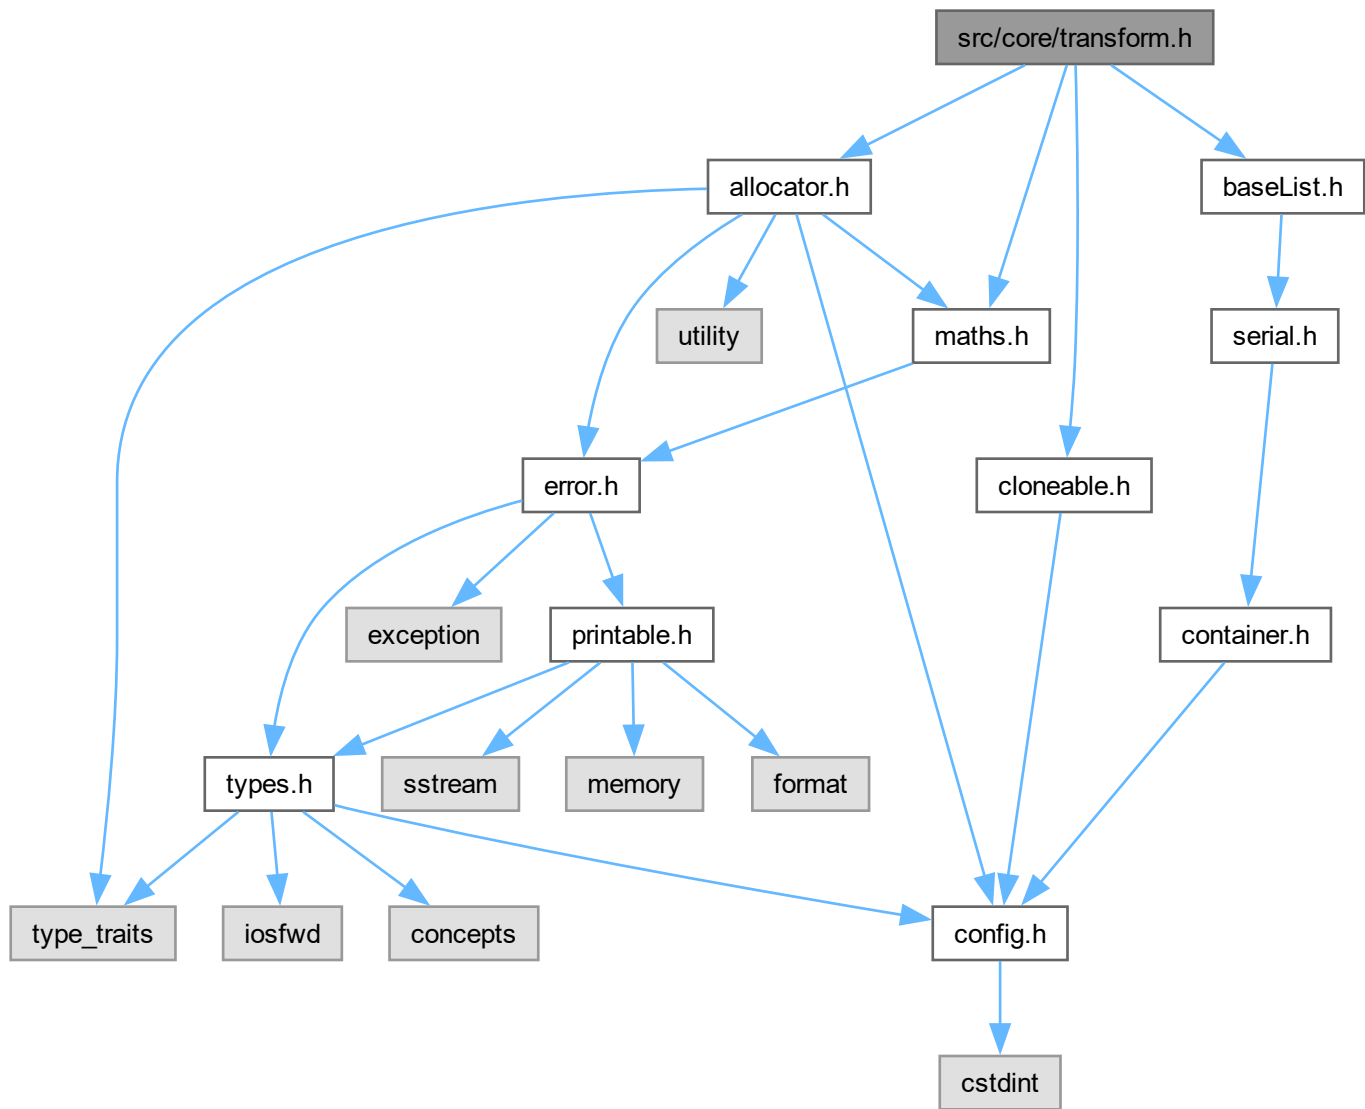 src/core/transform.h
allocator.h
baseList.h
utility
maths.h
serial.h
error.h
cloneable.h
exception
printable.h
container.h
types.h
sstream
memory
format
type_traits
iosfwd
concepts
config.h
cstdint